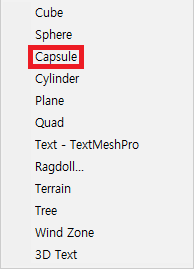 Cube
Sphere
Capsule
Cylinder
Plane
Quad
Text - TextMeshPro
Ragdoll...
Terrain
Tree
Wind Zone
3D Text